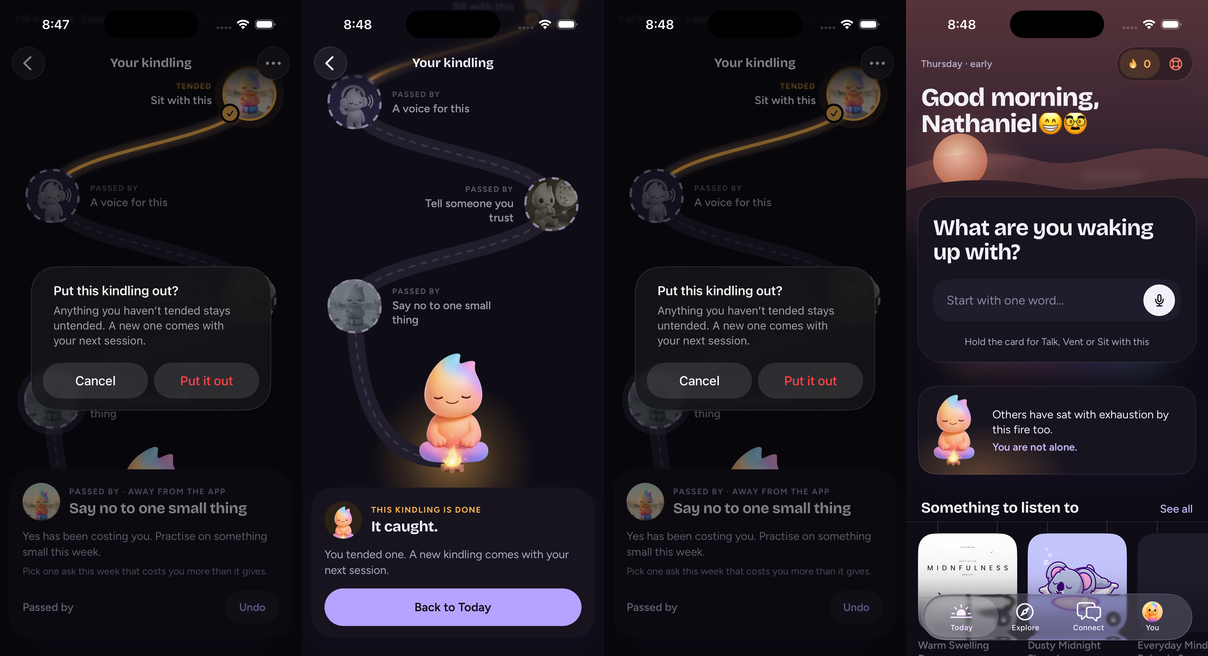 8:47
Your kindling
TENDED
Sit with this
PASSED BY
A voice for this
Put this kindling out?
Anything you haven't tended stays
untended. A new one comes with
your next session.
Cancel
Put it out
thing
PASSED BY · AWAY FROM THE APP
Say no to one small thing
Yes has been costing you. Practise on something
small this week.
Pick one ask this week that costs you more than it gives.
Passed by
Undo
8:48
Your kindling
PASSED BY
A voice for this
PASSED BY
Tell someone you
trust
PASSED BY
Say no to one small
thing
THIS KINDLING IS DONE
It caught.
You tended one. A new kindling comes with your
next session.
Back to Today
8:48
Your kindling
TENDED
Sit with this
PASSED BY
A voice for this
Put this kindling out?
Anything you haven't tended stays
untended. A new one comes with
your next session.
Cancel
Put it out
thing
PASSED BY · AWAY FROM THE APP
Say no to one small thing
Yes has been costing you. Practise on something
small this week.
Pick one ask this week that costs you more than it gives.
Passed by
Undo
8:48
Thursday · early
0
Good morning,
Nathaniel😁🥸
What are you waking
up with?
Start with one word...
Hold the card for Talk, Vent or Sit with this
Others have sat with exhaustion by
this fire too.
You are not alone.
Something to listen to
See all
MIDNFULNESS
Today
Explore
Connect
You
Warm Swelling
Dusty Midnight
Everyday Mind